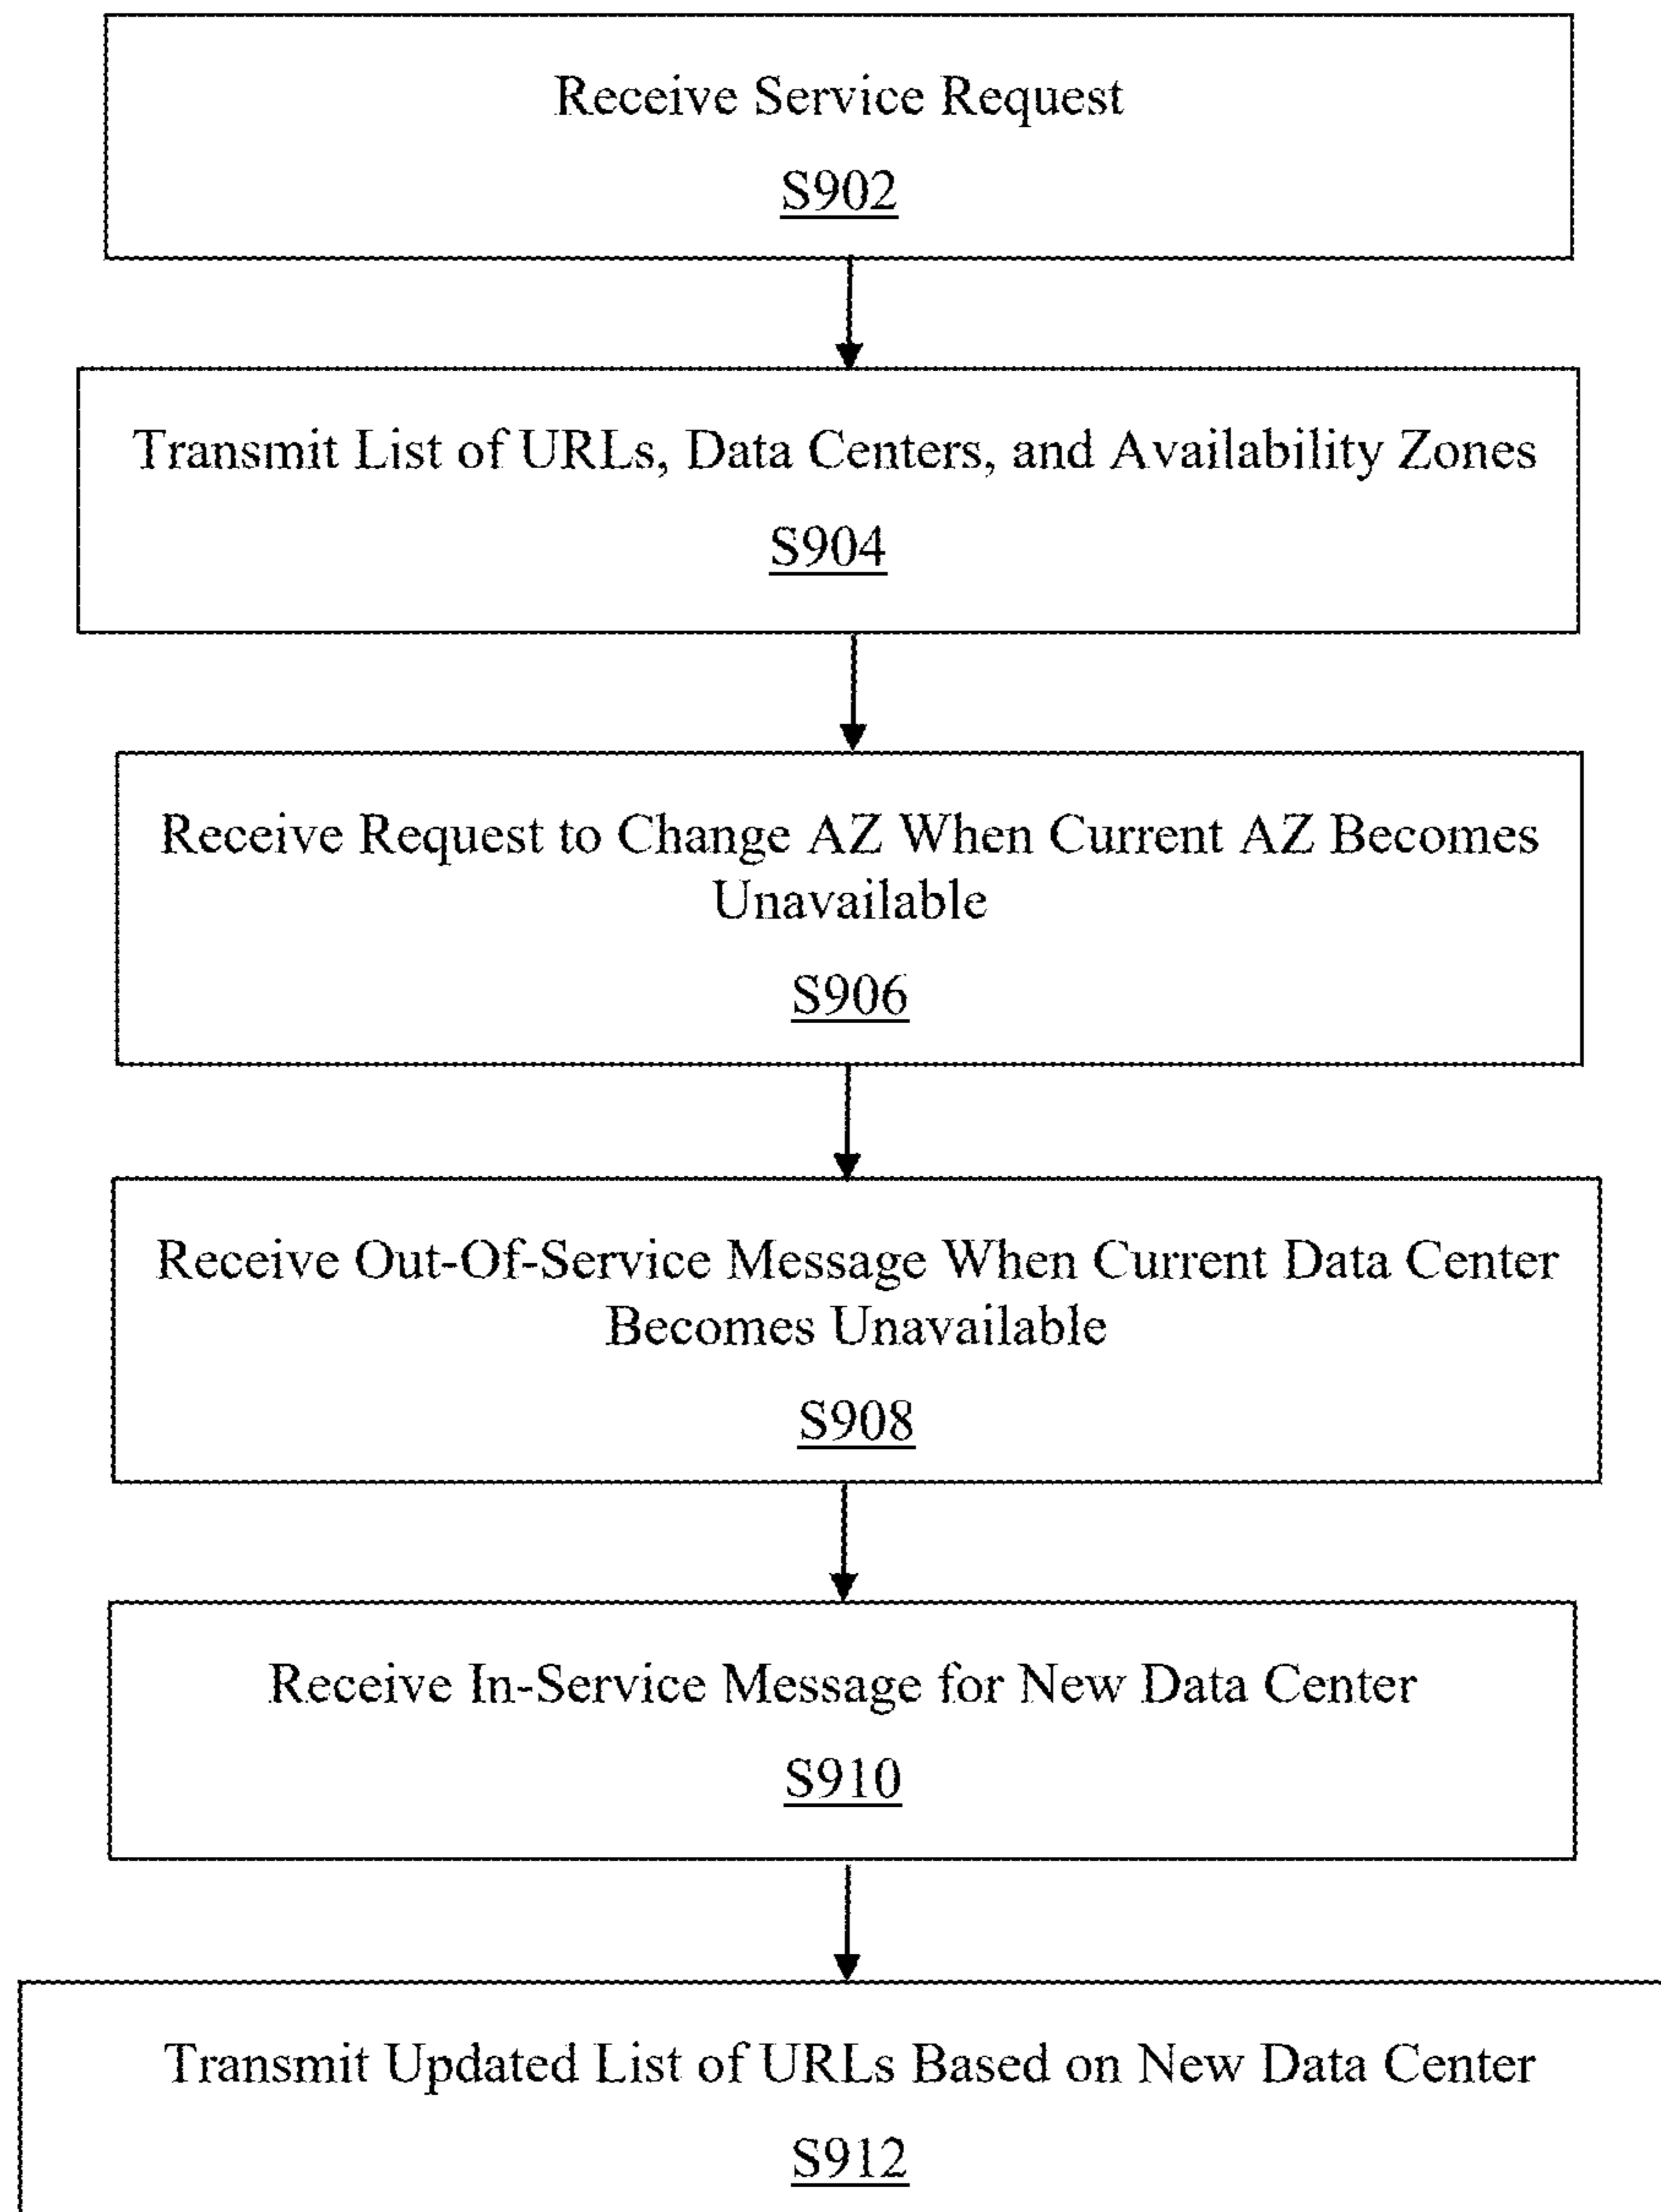 Receive Service Request
S902
Transmit List of URLs, Data Centers, and Availability Zones
S904
Receive Request to Change AZ When Current AZ Becomes
Unavailable
S906
Receive Out-Of-Service Message When Current Data Center
Becomes Unavailable
S908
Receive In-Service Message for New Data Center
S910
Transmit Updated List of URLs Based on New Data Center
S912